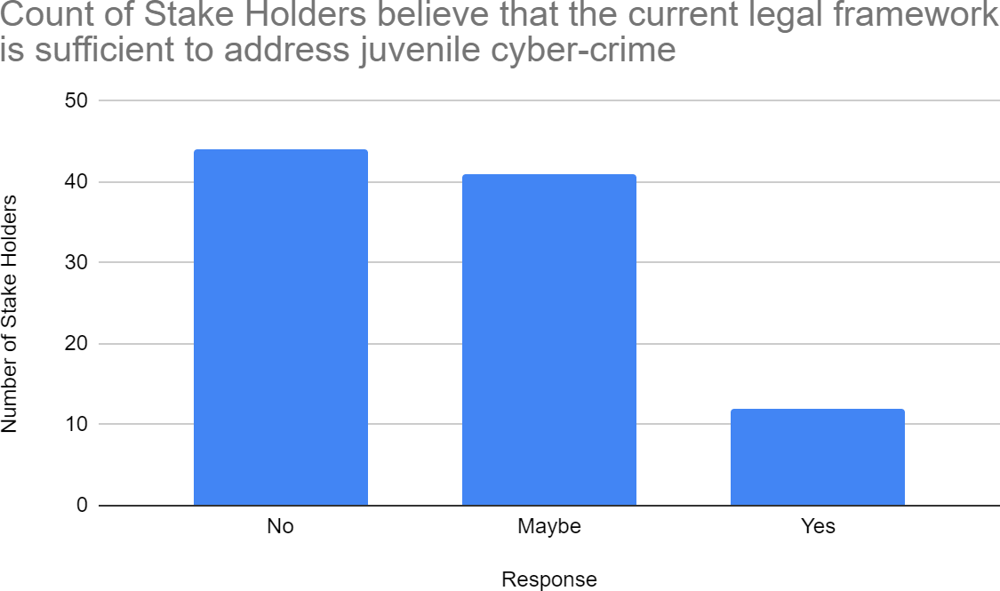 Count of Stake Holders believe that the current legal framework
is sufficient to address juvenile cyber-crime
50
40
30
20
10
0
Number of Stake Holders
No
Maybe
Yes
Response